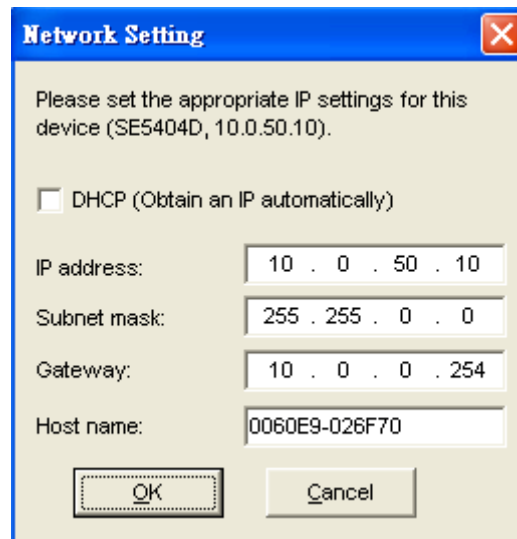 Network Setting
Please set the appropriate IP settings for this
device (SE5404D, 10.0.50.10).
DHCP (Obtain an IP automatically)
IP address: 10 . 0 . 50 . 10
Subnet mask: 255 . 255 . 0 . 0
Gateway: 10 . 0 . 0 . 254
Host name: 0060E9-026F70
OK Cancel